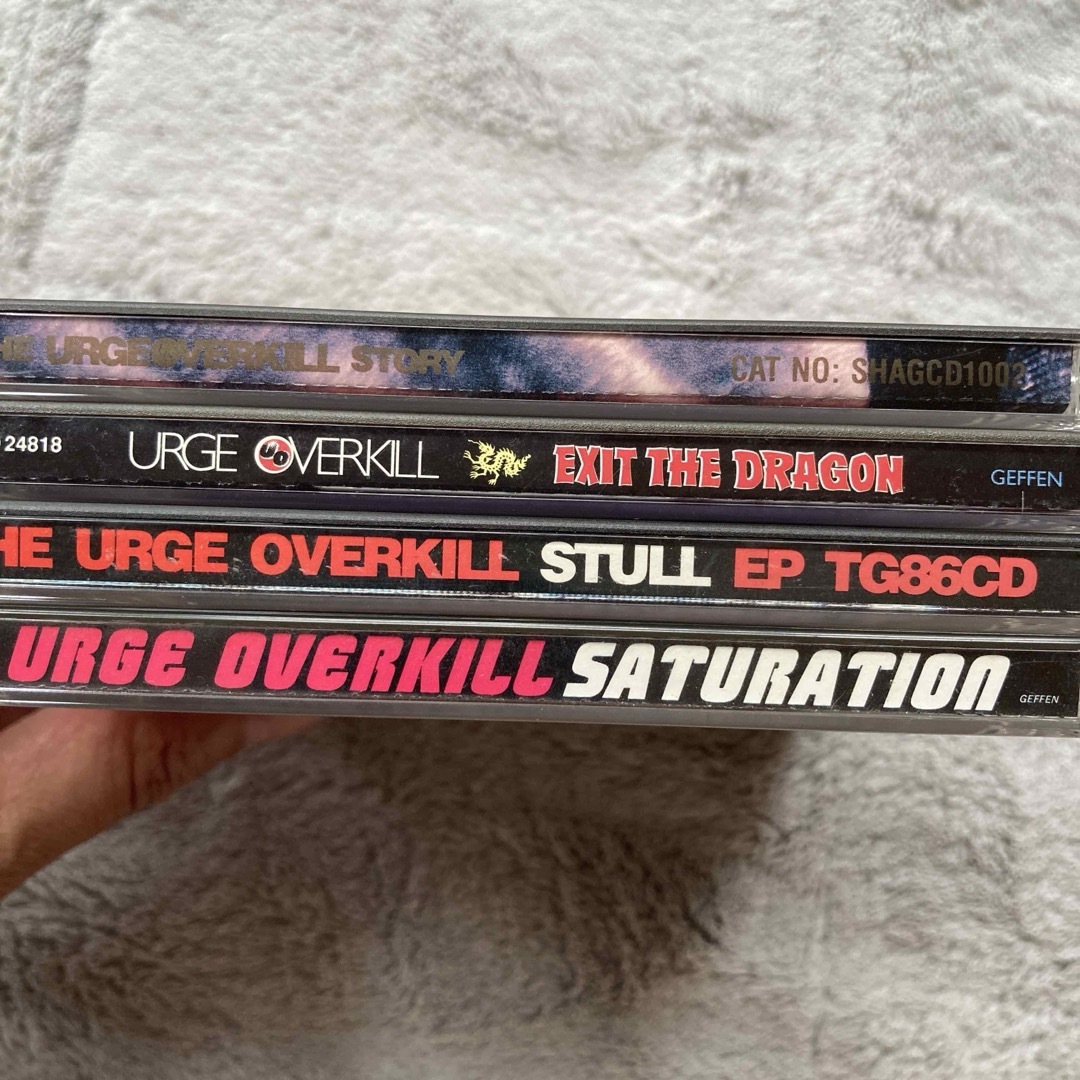 HE URGE OVERKILL STORY CAT NO: SHAGCD1002
24818 URGE OVERKILL EXIT THE DRAGON GEFFEN
HE URGE OVERKILL STULL EP TG86CD
URGE OVERKILL SATURATION GEFFEN